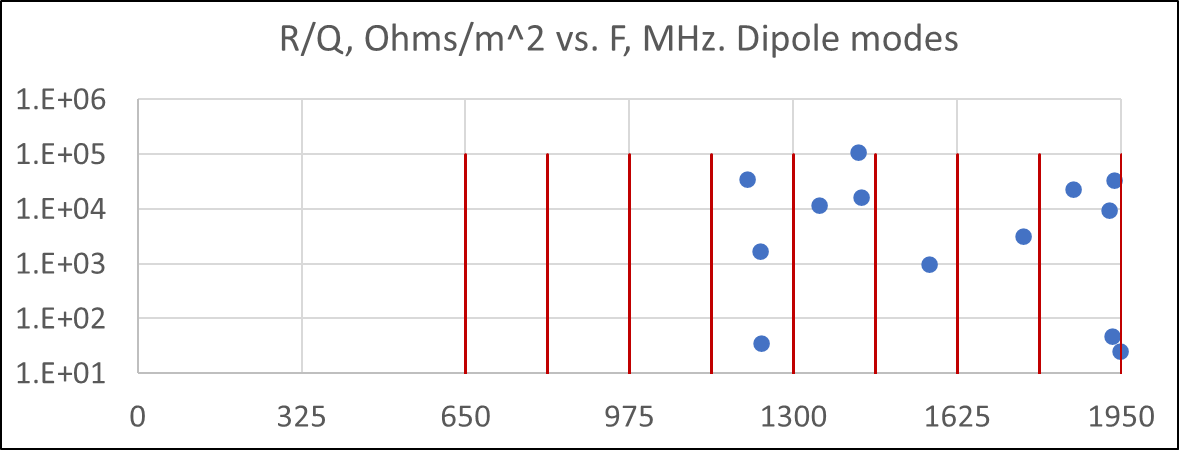 R/Q, Ohms/m^2 vs. F, MHz. Dipole modes
1.E+06
1.E+05
1.E+04
1.E+03
1.E+02
1.E+01
0 325 650 975 1300 1625 1950